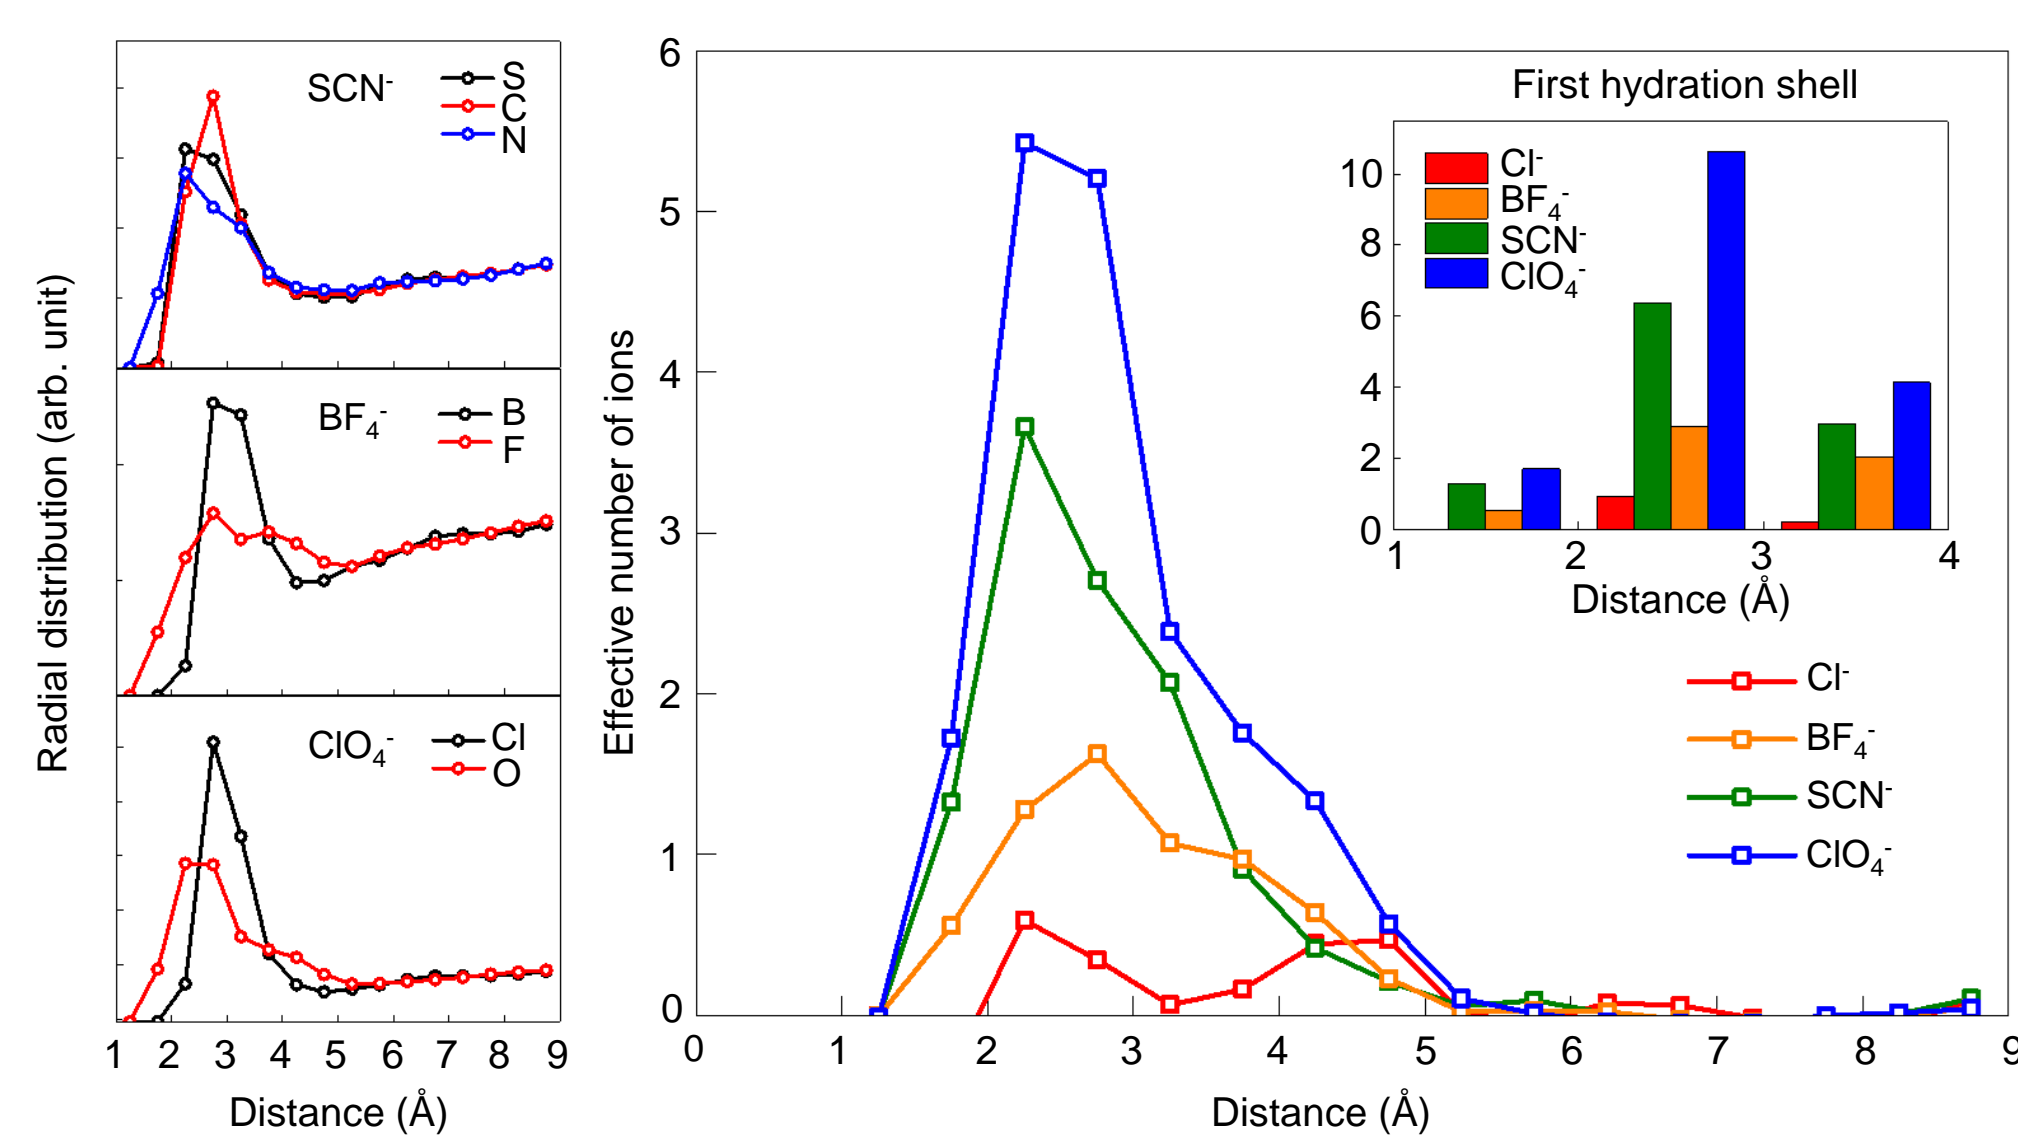 Radial distribution (arb. unit)
SCN⁻
S
C
N
BF₄⁻
B
F
ClO₄⁻
Cl
O
1 2 3 4 5 6 7 8 9
Distance (Å)
Effective number of ions
6
5
4
3
2
1
0
0 1 2 3 4 5 6 7 8 9
Distance (Å)
First hydration shell
10
8
6
4
2
0
Cl⁻
BF₄⁻
SCN⁻
ClO₄⁻
1 2 3 4
Distance (Å)
Cl⁻
BF₄⁻
SCN⁻
ClO₄⁻